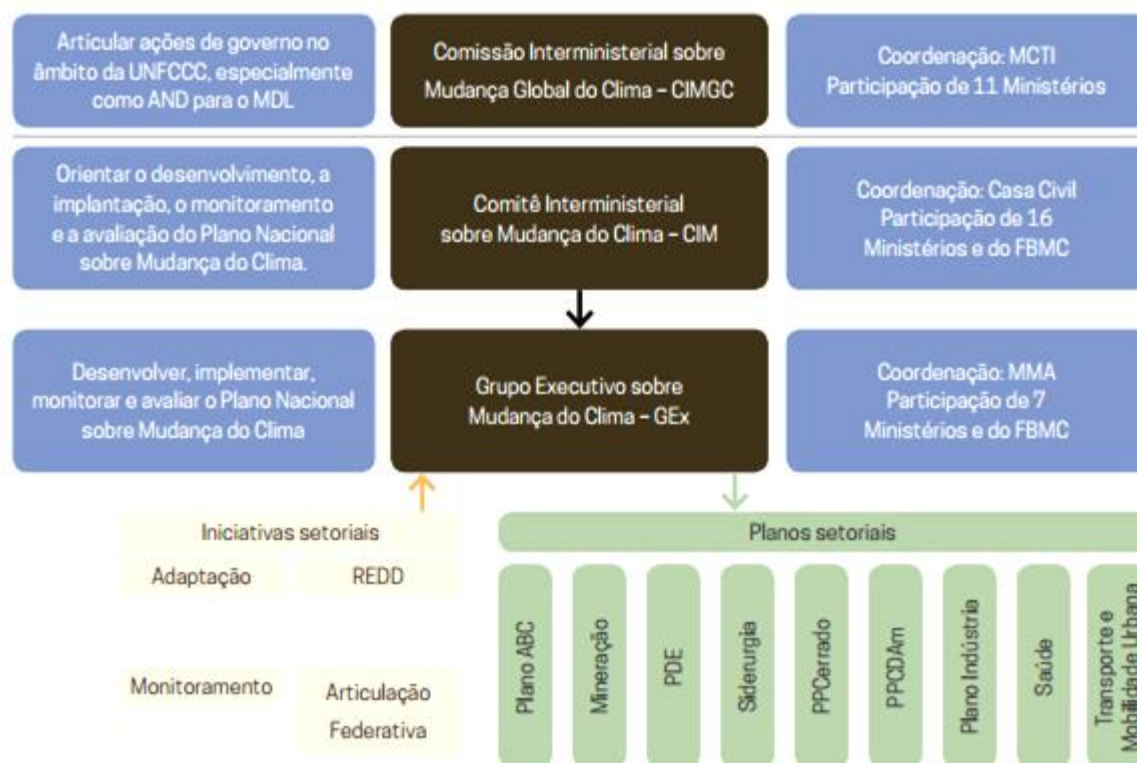 Articular ações de governo no
âmbito da UNFCCC, especialmente
como AND para o MDL
Comissão Interministerial sobre
Mudança Global do Clima – CIMGC
Coordenação: MCTI
Participação de 11 Ministérios
Orientar o desenvolvimento, a
implantação, o monitoramento
e a avaliação do Plano Nacional
sobre Mudança do Clima.
Comitê Interministerial
sobre Mudança do Clima – CIM
Coordenação: Casa Civil
Participação de 16
Ministérios e do FBMC
Desenvolver, implementar,
monitorar e avaliar o Plano Nacional
sobre Mudança do Clima
Grupo Executivo sobre
Mudança do Clima – GEx
Coordenação: MMA
Participação de 7
Ministérios e do FBMC
Iniciativas setoriais
Adaptação
REDD
Monitoramento
Articulação
Federativa
Planos setoriais
Plano ABC
Mineração
PDE
Siderurgia
PPCerrado
PPCDAm
Plano Indústria
Saúde
Transporte e
Mobilidade Urbana